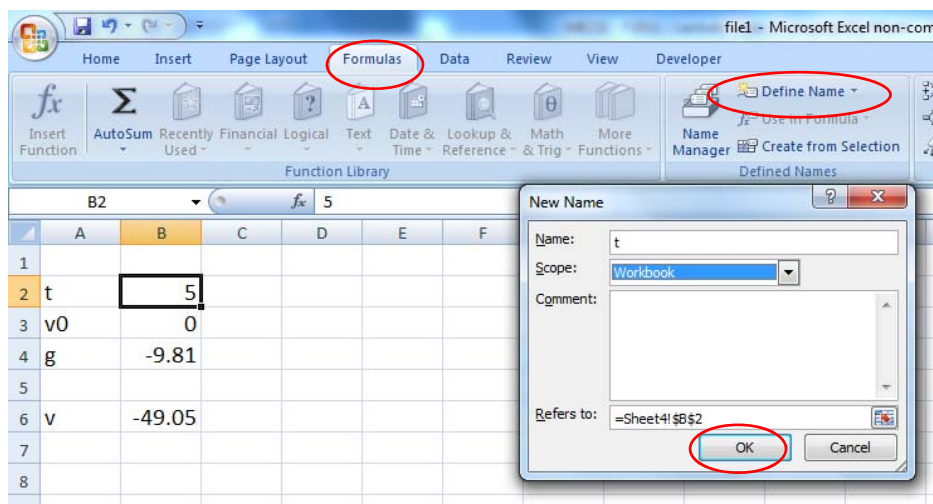 file1 - Microsoft Excel non-com
Home Insert Page Layout Formulas Data Review View Developer
fx Insert Function
Σ AutoSum
Recently Used
Financial
Logical
Text
Date & Time
Lookup & Reference
Math & Trig
More Functions
Function Library
Name Manager
Define Name
Use in Formula
Create from Selection
Defined Names
B2 fx 5
A B C D E F
1
2 t 5
3 v0 0
4 g -9.81
5
6 v -49.05
7
8
New Name
Name: t
Scope: Workbook
Comment:
Refers to: =Sheet4!$B$2
OK Cancel